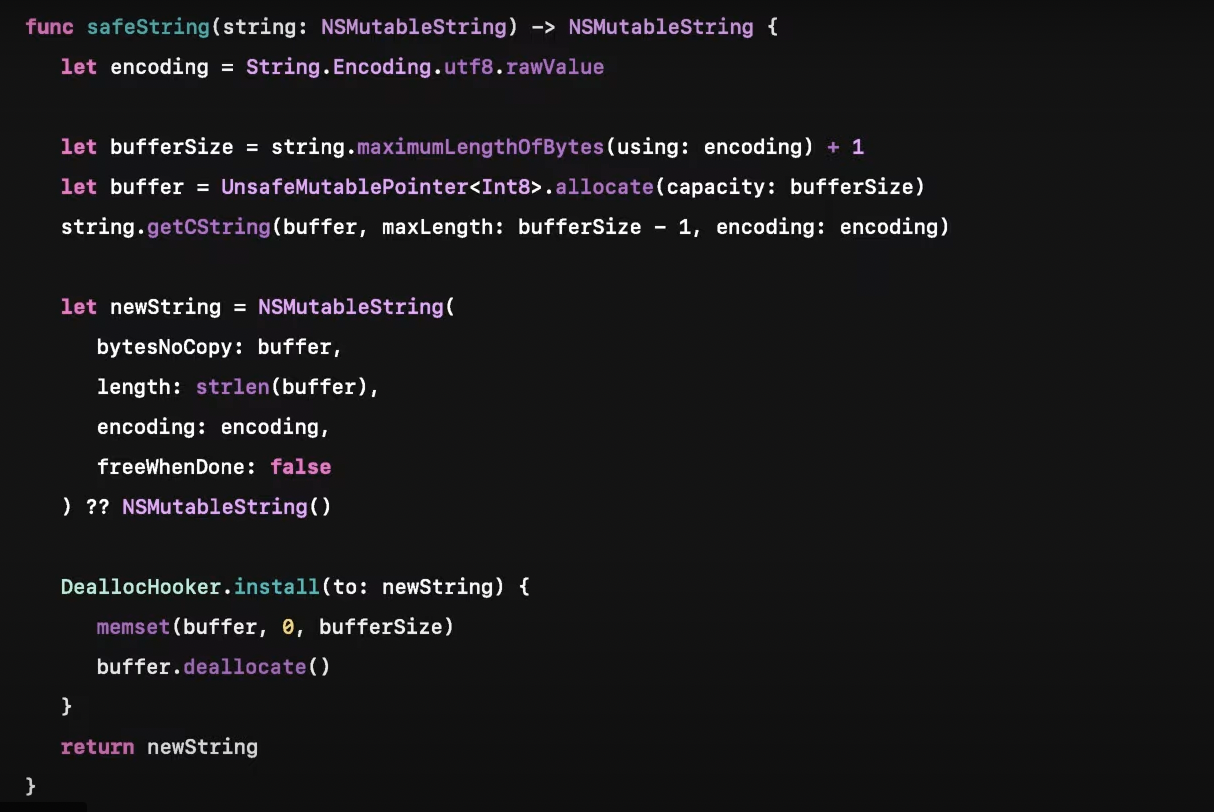 func safeString(string: NSMutableString) -> NSMutableString {
let encoding = String.Encoding.utf8.rawValue
let bufferSize = string.maximumLengthOfBytes(using: encoding) + 1
let buffer = UnsafeMutablePointer<Int8>.allocate(capacity: bufferSize)
string.getCString(buffer, maxLength: bufferSize - 1, encoding: encoding)
let newString = NSMutableString(
bytesNoCopy: buffer,
length: strlen(buffer),
encoding: encoding,
freeWhenDone: false
) ?? NSMutableString()
DeallocHooker.install(to: newString) {
memset(buffer, 0, bufferSize)
buffer.deallocate()
}
return newString
}